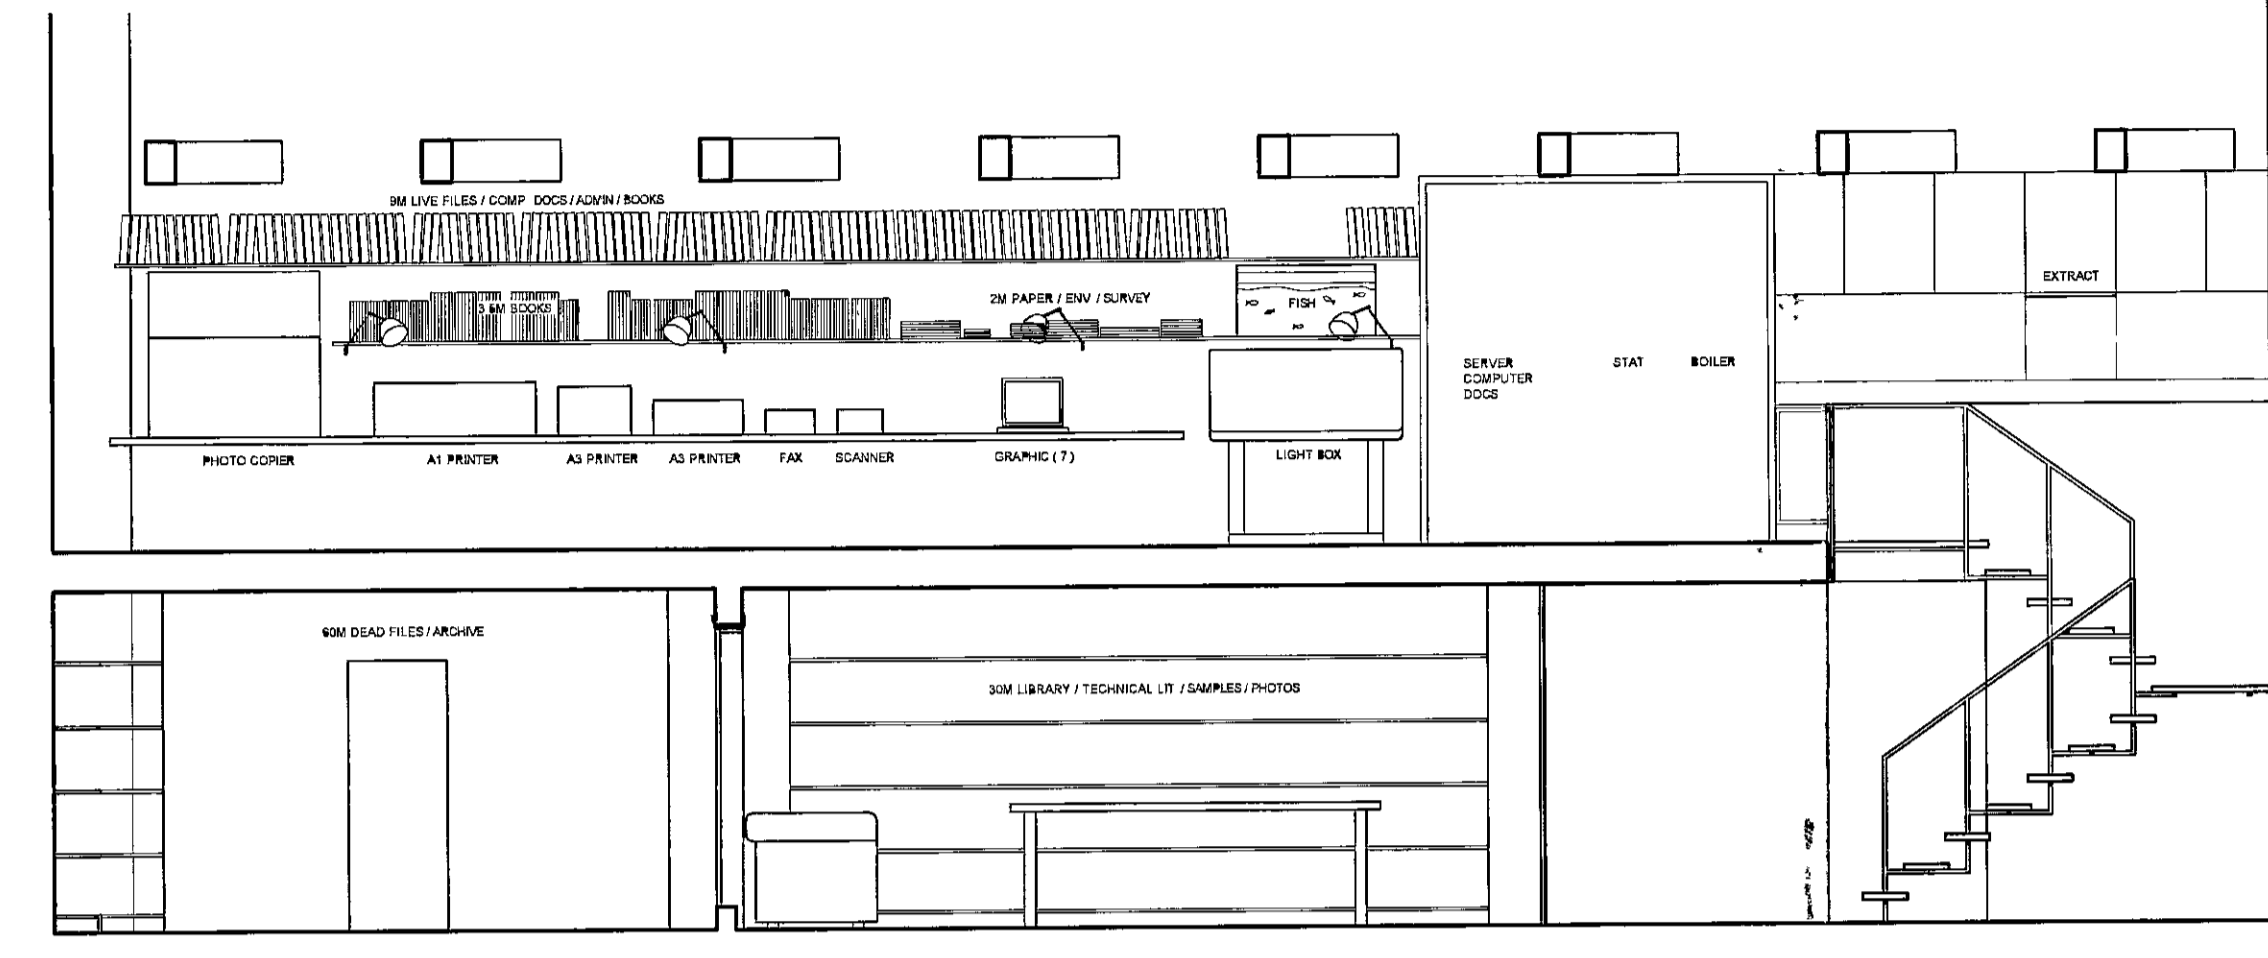 9M LIVE FILES / COMP DOCS / ADMIN / BOOKS
EXTRACT
3.5M BOOKS
2M PAPER / ENV / SURVEY
FISH
SERVER
COMPUTER
DOCS
STAT
BOILER
PHOTO COPIER
A1 PRINTER
A3 PRINTER
A3 PRINTER
FAX
SCANNER
GRAPHIC ( 7 )
LIGHT BOX
60M DEAD FILES / ARCHIVE
30M LIBRARY / TECHNICAL LIT / SAMPLES / PHOTOS